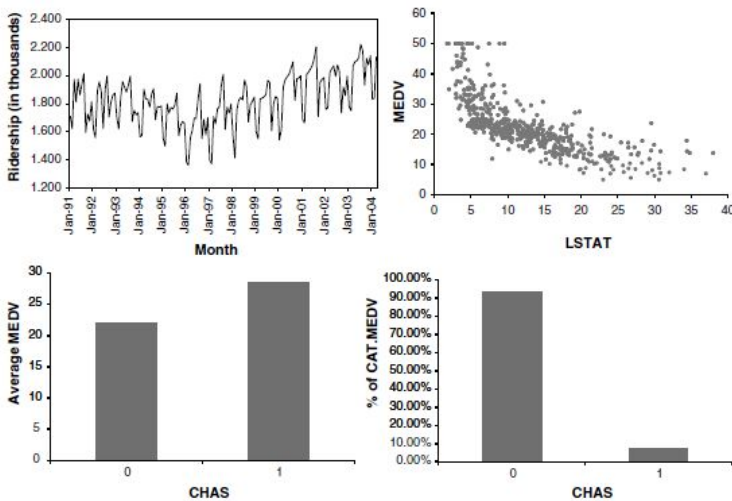 Ridership (in thousands)
2.200
2.000
1.800
1.600
1.400
1.200
Jan-91
Jan-92
Jan-93
Jan-94
Jan-95
Jan-96
Jan-97
Jan-98
Jan-99
Jan-00
Jan-01
Jan-02
Jan-03
Jan-04
Month
MEDV
60
50
40
30
20
10
0
0 5 10 15 20 25 30 35 40
LSTAT
Average MEDV
30
25
20
15
10
5
0
0 1
CHAS
% of CAT.MEDV
100.00%
90.00%
80.00%
70.00%
60.00%
50.00%
40.00%
30.00%
20.00%
10.00%
0.00%
0 1
CHAS